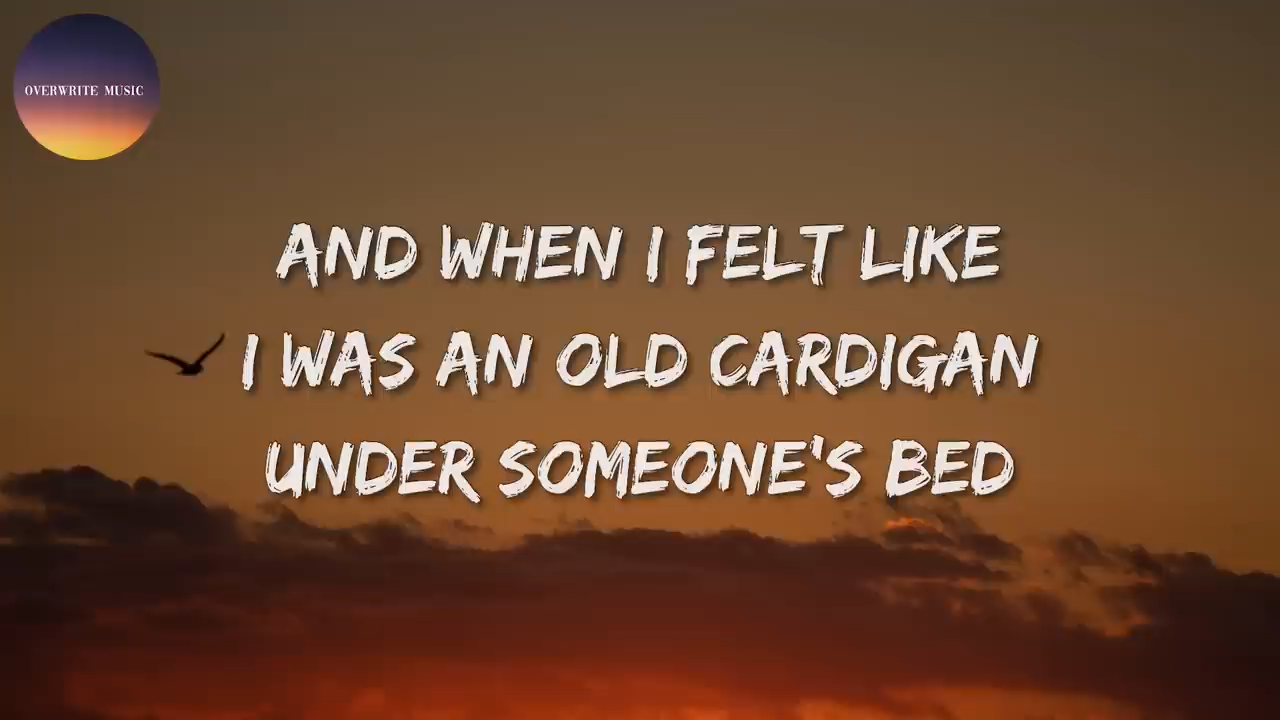 OVERWRITE MUSIC
AND WHEN I FELT LIKE
I WAS AN OLD CARDIGAN
UNDER SOMEONE'S BED